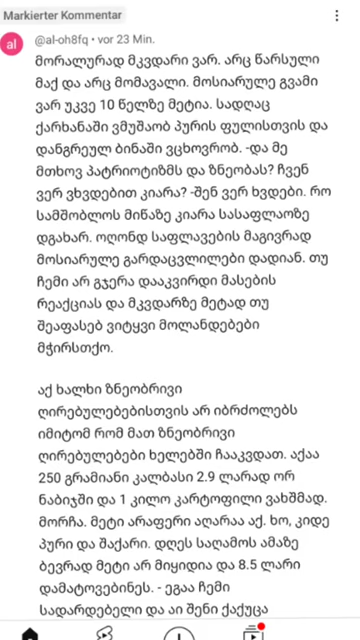 Markierter Kommentar
al
@al-oh8fq • vor 23 Min.
მორალურად მკვდარი ვარ. არც წარსული
მაქ და არც მომავალი. მოსიარულე გვამი
ვარ უკვე 10 წელზე მეტია. სადღაც
ქარხანაში ვმუშაობ პურის ფულისთვის და
დანგრეულ ბინაში ვცხოვრობ. -და მე
მთხოვ პატრიოტიზმს და ზნეობას? ჩვენ
ვერ ვხვდებით კიარა? -შენ ვერ ხვდები. რო
სამშობლოს მიწაზე კიარა სასაფლაოზე
დგახარ. ოღონდ საფლავების მაგივრად
მოსიარულე გარდაცვლილები დადიან. თუ
ჩემი არ გჯერა დააკვირდი მასების
რეაქციას და მკვდარზე მეტად თუ
შეაფასებ ვიტყვი მოლანდებები
მჭირსთქო.
აქ ხალხი ზნეობრივი
ღირებულებებისთვის არ იბრძოლებს
იმიტომ რომ მათ ზნეობრივი
ღირებულებები ხელებში ჩააკვდათ. აქაა
250 გრამიანი კალბასი 2.9 ლარად ორ
ნაბიჯში და 1 კილო კარტოფილი ვახშმად.
მორჩა. მეტი არაფერი აღარაა აქ. ხო, კიდე
პური და შაქარი. დღეს საღამოს ამაზე
ბევრად მეტი არ მიყიდია და 8.5 ლარი
დამატოვებინეს. - ეგაა ჩემი
სადარდებელი და აი შენი ქაქუცა